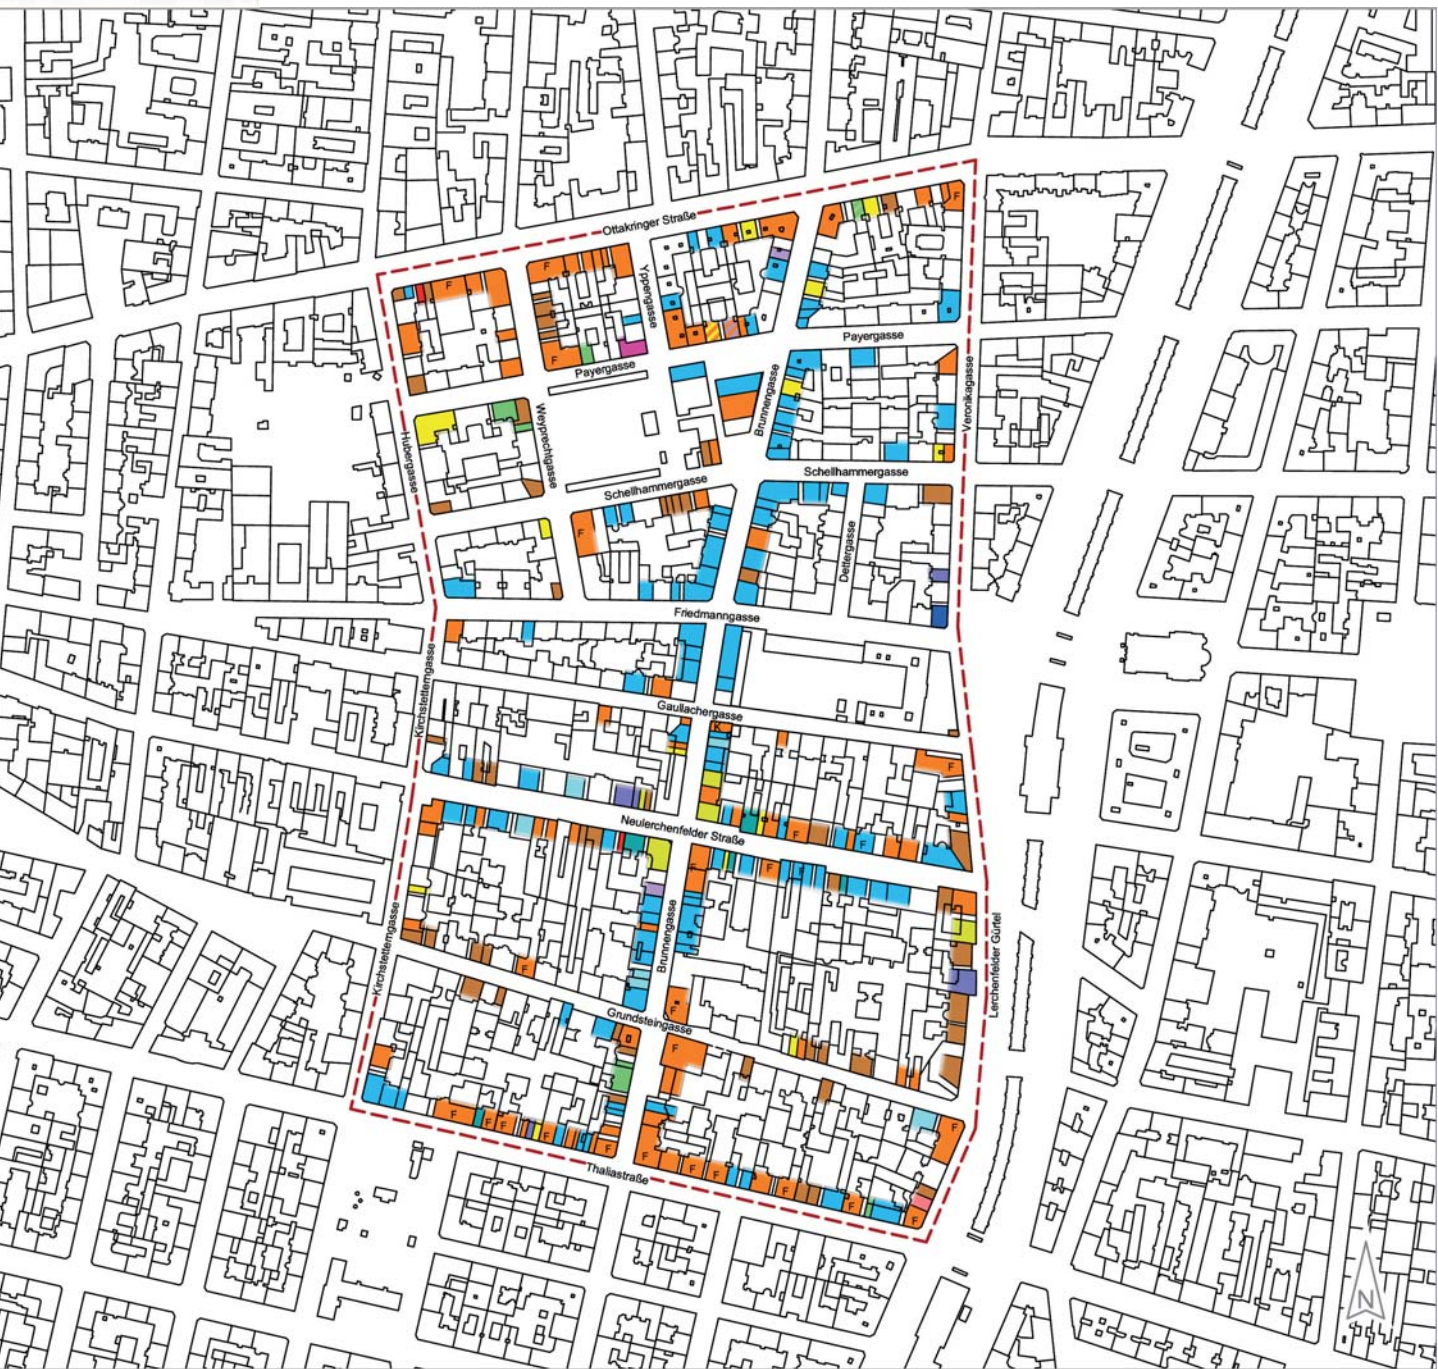 Ottakringer Straße
F
F
F
Yppengasse
Payergasse
F
Payergasse
Brunnengasse
Veronikagasse
Hubergasse
Weyprechtgasse
Schellhammergasse
Schellhammergasse
F
Dettergasse
Friedmanngasse
Kirchstetterngasse
Gaullachergasse
K
F
Neulerchenfelder Straße
F
F
F
F
F
Kirchstetterngasse
Brunnengasse
Lerchenfelder Gürtel
F
F
Grundsteingasse
F
F
F
F
F
F
F
F
F
F
F
F
F
F
Thaliastraße
N